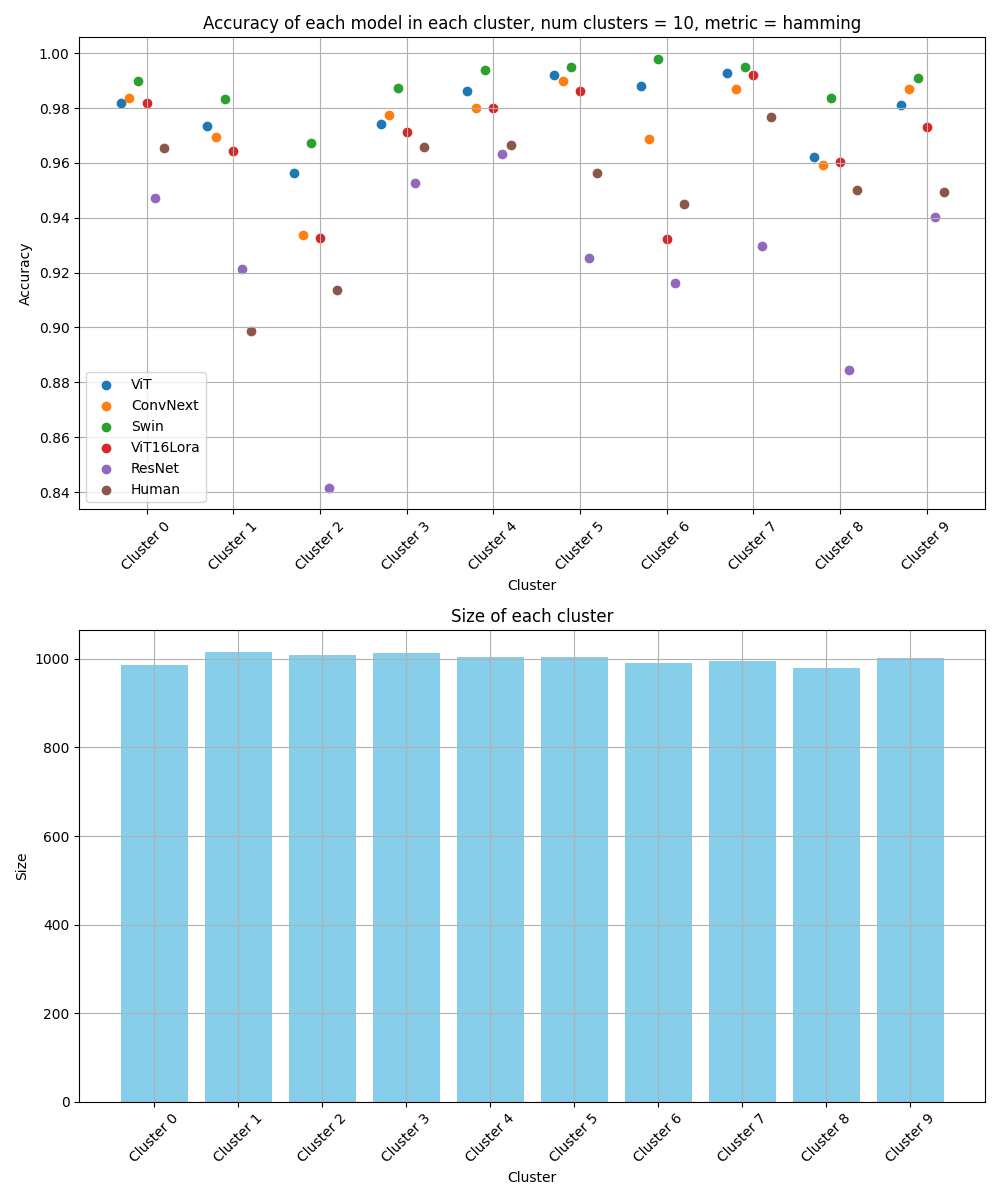 Accuracy of each model in each cluster, num clusters = 10, metric = hamming
Accuracy
1.00
0.98
0.96
0.94
0.92
0.90
0.88
0.86
0.84
ViT
ConvNext
Swin
ViT16Lora
ResNet
Human
Cluster 0
Cluster 1
Cluster 2
Cluster 3
Cluster 4
Cluster 5
Cluster 6
Cluster 7
Cluster 8
Cluster 9
Cluster
Size of each cluster
Size
1000
800
600
400
200
0
Cluster 0
Cluster 1
Cluster 2
Cluster 3
Cluster 4
Cluster 5
Cluster 6
Cluster 7
Cluster 8
Cluster 9
Cluster